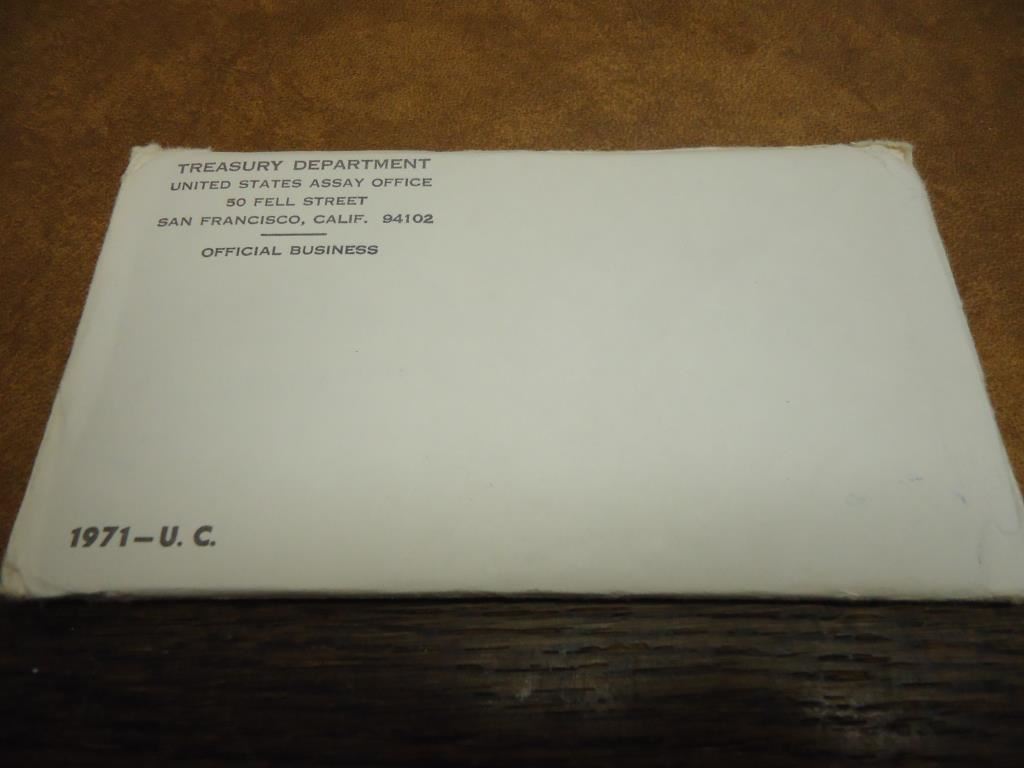 TREASURY DEPARTMENT
UNITED STATES ASSAY OFFICE
50 FELL STREET
SAN FRANCISCO, CALIF. 94102
OFFICIAL BUSINESS
1971—U. C.